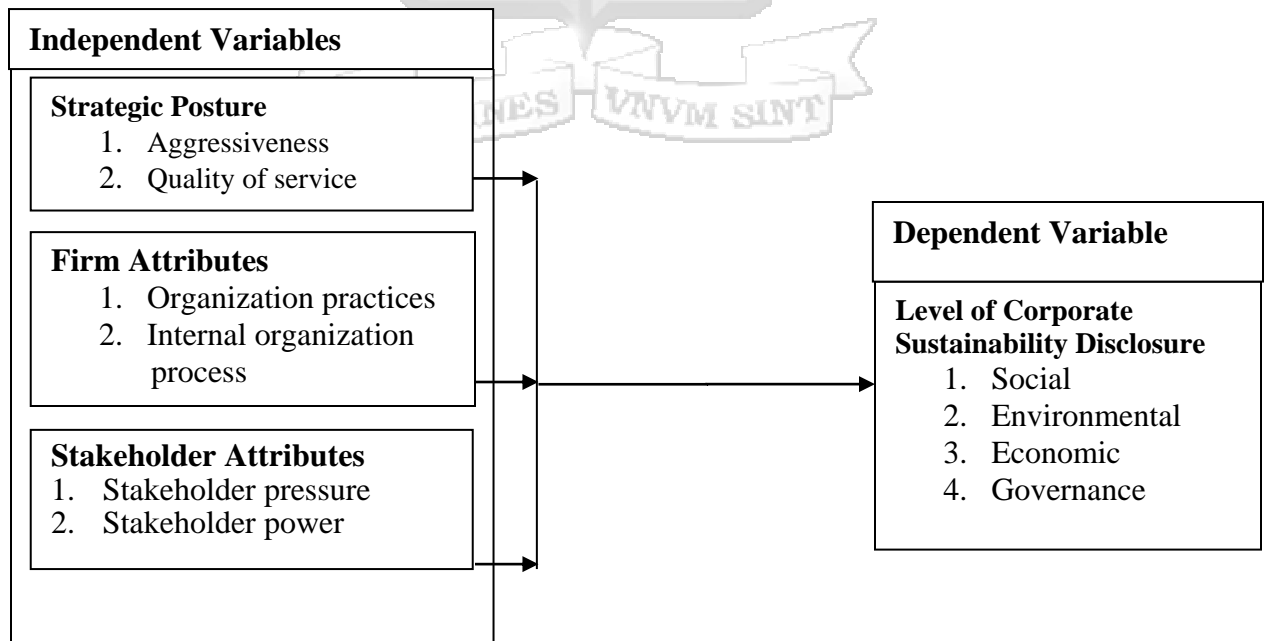 Independent Variables
Strategic Posture
1. Aggressiveness
2. Quality of service
Firm Attributes
1. Organization practices
2. Internal organization
process
Stakeholder Attributes
1. Stakeholder pressure
2. Stakeholder power
VNVM SINT
Dependent Variable
Level of Corporate
Sustainability Disclosure
1. Social
2. Environmental
3. Economic
4. Governance